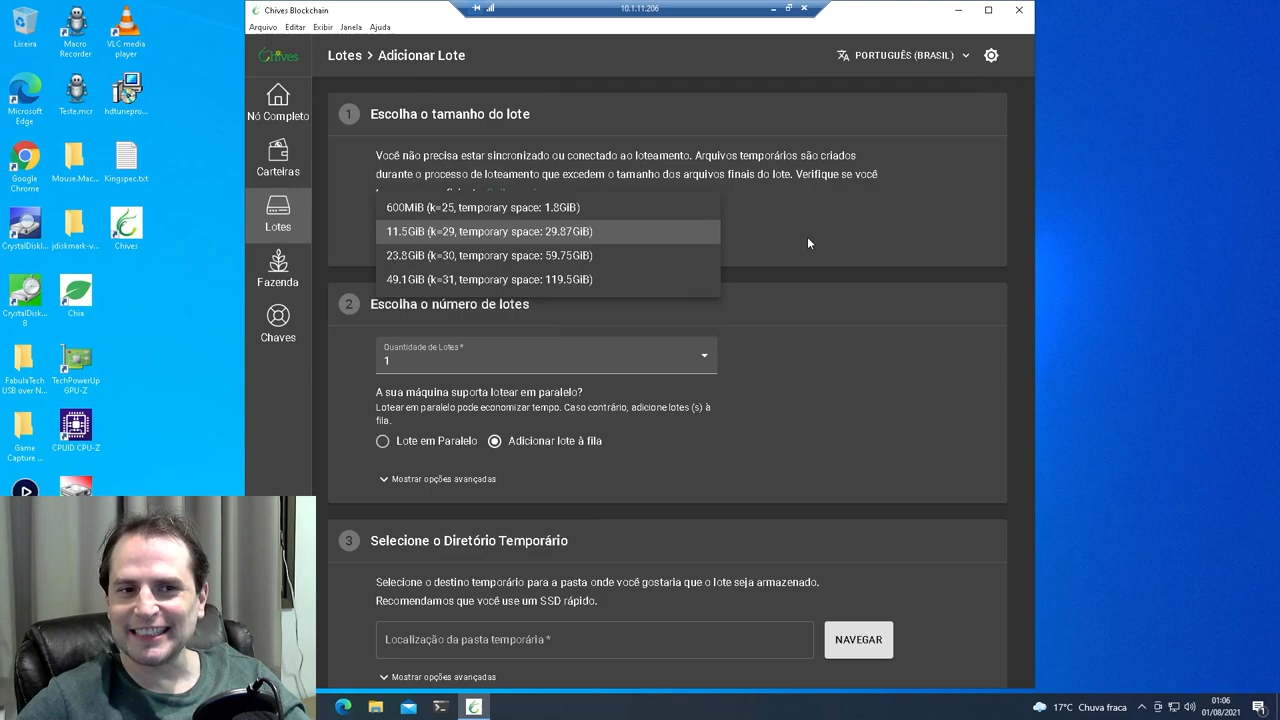 Chives Blockchain
10.1.11.206
Arquivo Editar Exibir Janela Ajuda
Chives
Lotes > Adicionar Lote
PORTUGUÊS (BRASIL)
Nó Completo
Carteiras
Lotes
Fazenda
Chaves
1 Escolha o tamanho do lote
Você não precisa estar sincronizado ou conectado ao loteamento. Arquivos temporários são criados
durante o processo de loteamento que excedem o tamanho dos arquivos finais do lote. Verifique se você
600MiB (k=25, temporary space: 1.8GiB)
11.5GiB (k=29, temporary space: 29.87GiB)
23.8GiB (k=30, temporary space: 59.75GiB)
49.1GiB (k=31, temporary space: 119.5GiB)
2 Escolha o número de lotes
Quantidade de Lotes *
1
A sua máquina suporta lotear em paralelo?
Lotear em paralelo pode economizar tempo. Caso contrário, adicione lotes (s) à
fila.
Lote em Paralelo Adicionar lote à fila
Mostrar opções avançadas
3 Selecione o Diretório Temporário
Selecione o destino temporário para a pasta onde você gostaria que o lote seja armazenado.
Recomendamos que você use um SSD rápido.
Localização da pasta temporária *
NAVEGAR
Mostrar opções avançadas
Lixeira
Macro
Recorder
VLC media
player
Microsoft
Edge
Teste.mcr
hdtunepro...
Google
Chrome
Mouse.Mac...
Kingspec.txt
CrystalDiskI...
jdiskmark-v...
Chives
CrystalDisk...
8
Chia
FabulaTech
USB over N...
TechPowerUp
GPU-Z
Game
Capture ...
CPUID CPU-Z
17°C Chuva fraca
01:06
01/08/2021
1